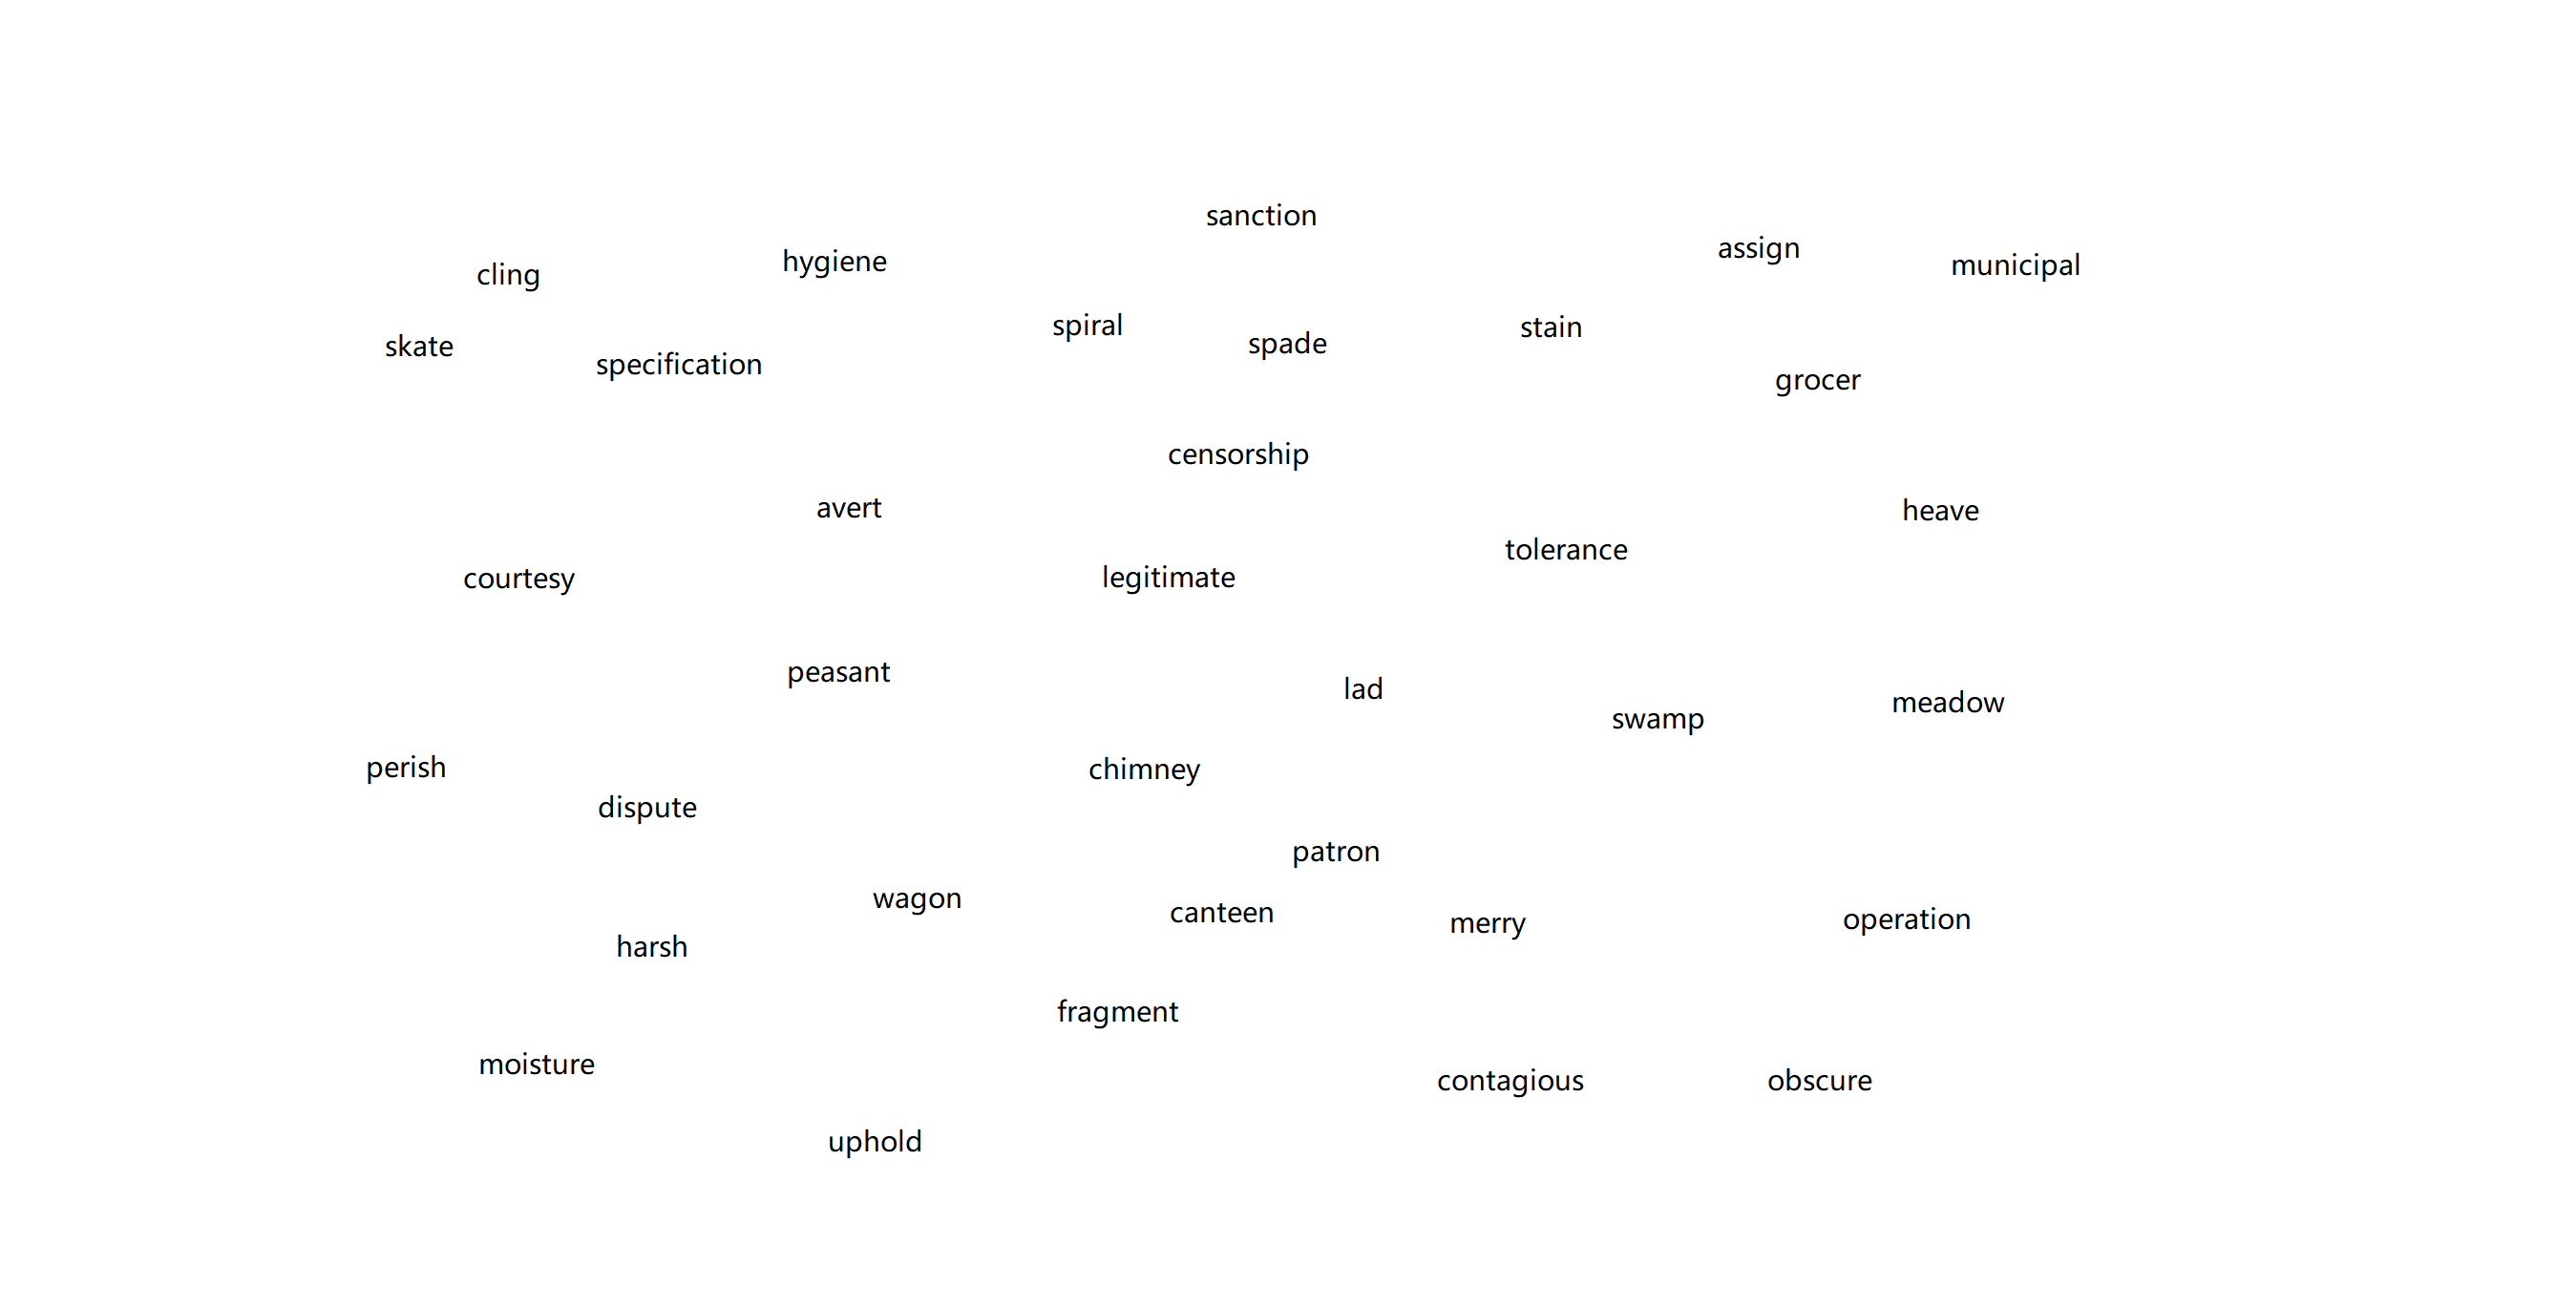 sanction
assign
hygiene
municipal
cling
spiral
stain
spade
skate
specification
grocer
censorship
avert
heave
tolerance
legitimate
courtesy
peasant
lad
meadow
swamp
perish
chimney
dispute
patron
wagon
canteen
operation
merry
harsh
fragment
moisture
contagious
obscure
uphold